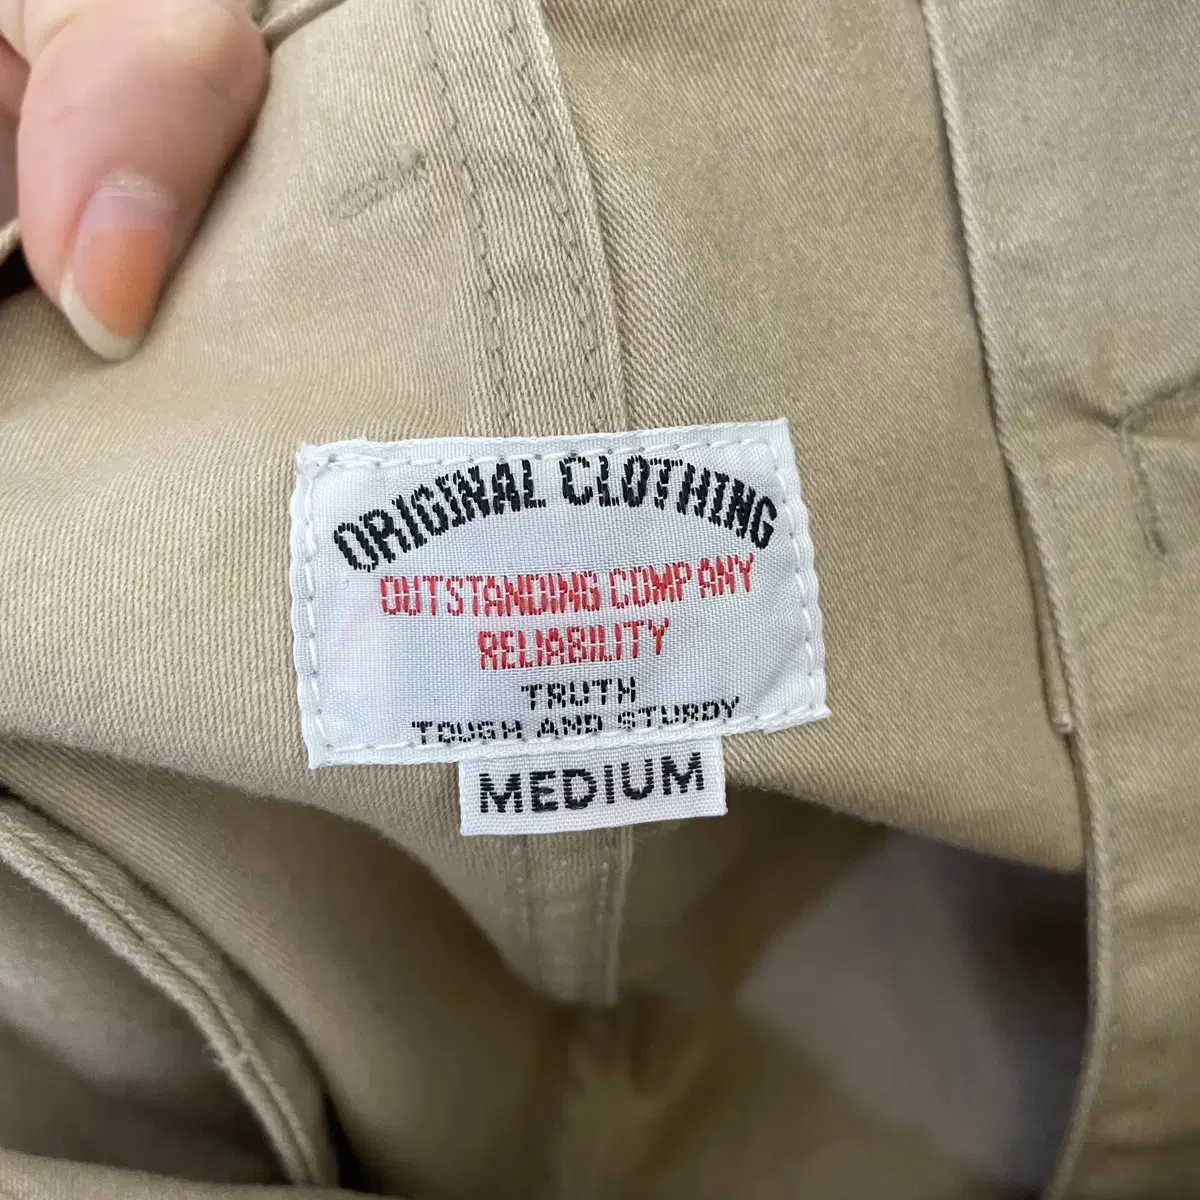 ORIGINAL CLOTHING
OUTSTANDING COMPANY
RELIABILITY
TRUTH
TOUGH AND STURDY
MEDIUM